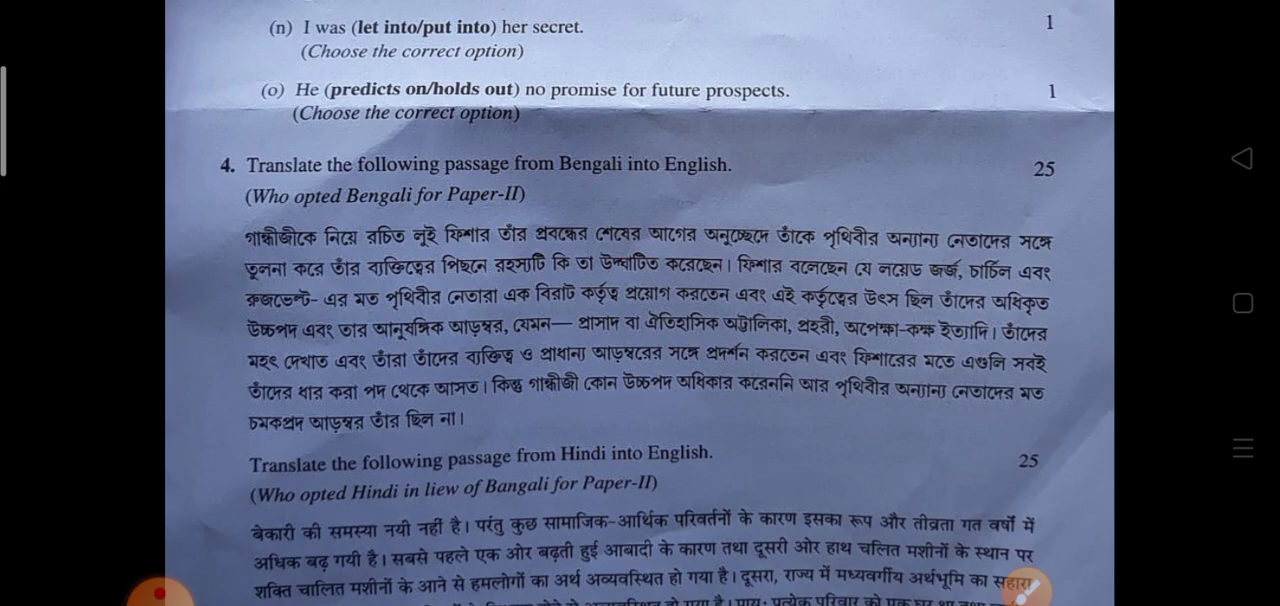 (n) I was (let into/put into) her secret. 1
(Choose the correct option)
(o) He (predicts on/holds out) no promise for future prospects. 1
(Choose the correct option)
4. Translate the following passage from Bengali into English. 25
(Who opted Bengali for Paper-II)
গান্ধীজীকে নিয়ে রচিত লুই ফিশার তাঁর প্রবন্ধের শেষের আগের অনুচ্ছেদে তাঁকে পৃথিবীর অন্যান্য নেতাদের সঙ্গে
তুলনা করে তাঁর ব্যক্তিত্বের পিছনে রহস্যটি কি তা উদ্ঘাটিত করেছেন। ফিশার বলেছেন যে লয়েড জর্জ, চার্চিল এবং
রুজভেল্ট- এর মত পৃথিবীর নেতারা এক বিরাট কর্তৃত্ব প্রয়োগ করতেন এবং এই কর্তৃত্বের উৎস ছিল তাঁদের অধিকৃত
উচ্চপদ এবং তার আনুষঙ্গিক আড়ম্বর, যেমন— প্রাসাদ বা ঐতিহাসিক অট্টালিকা, প্রহরী, অপেক্ষা-কক্ষ ইত্যাদি। তাঁদের
মহৎ দেখাত এবং তাঁরা তাঁদের ব্যক্তিত্ব ও প্রাধান্য আড়ম্বরের সঙ্গে প্রদর্শন করতেন এবং ফিশারের মতে এগুলি সবই
তাঁদের ধার করা পদ থেকে আসত। কিন্তু গান্ধীজী কোন উচ্চপদ অধিকার করেননি আর পৃথিবীর অন্যান্য নেতাদের মত
চমকপ্রদ আড়ম্বর তাঁর ছিল না।
Translate the following passage from Hindi into English. 25
(Who opted Hindi in liew of Bangali for Paper-II)
बेकारी की समस्या नयी नहीं है। परंतु कुछ सामाजिक-आर्थिक परिवर्तनों के कारण इसका रूप और तीव्रता गत वर्षों में
अधिक बढ़ गयी है। सबसे पहले एक ओर बढ़ती हुई आबादी के कारण तथा दूसरी ओर हाथ चलित मशीनों के स्थान पर
शक्ति चालित मशीनों के आने से हमलोगों का अर्थ अव्यवस्थित हो गया है। दूसरा, राज्य में मध्यवर्गीय अर्थभूमि का सहारा